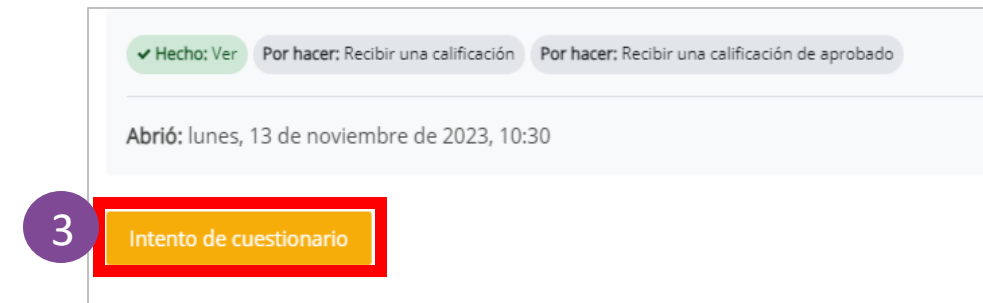 ✔ Hecho: Ver Por hacer: Recibir una calificación Por hacer: Recibir una calificación de aprobado
Abrió: lunes, 13 de noviembre de 2023, 10:30
3 Intento de cuestionario